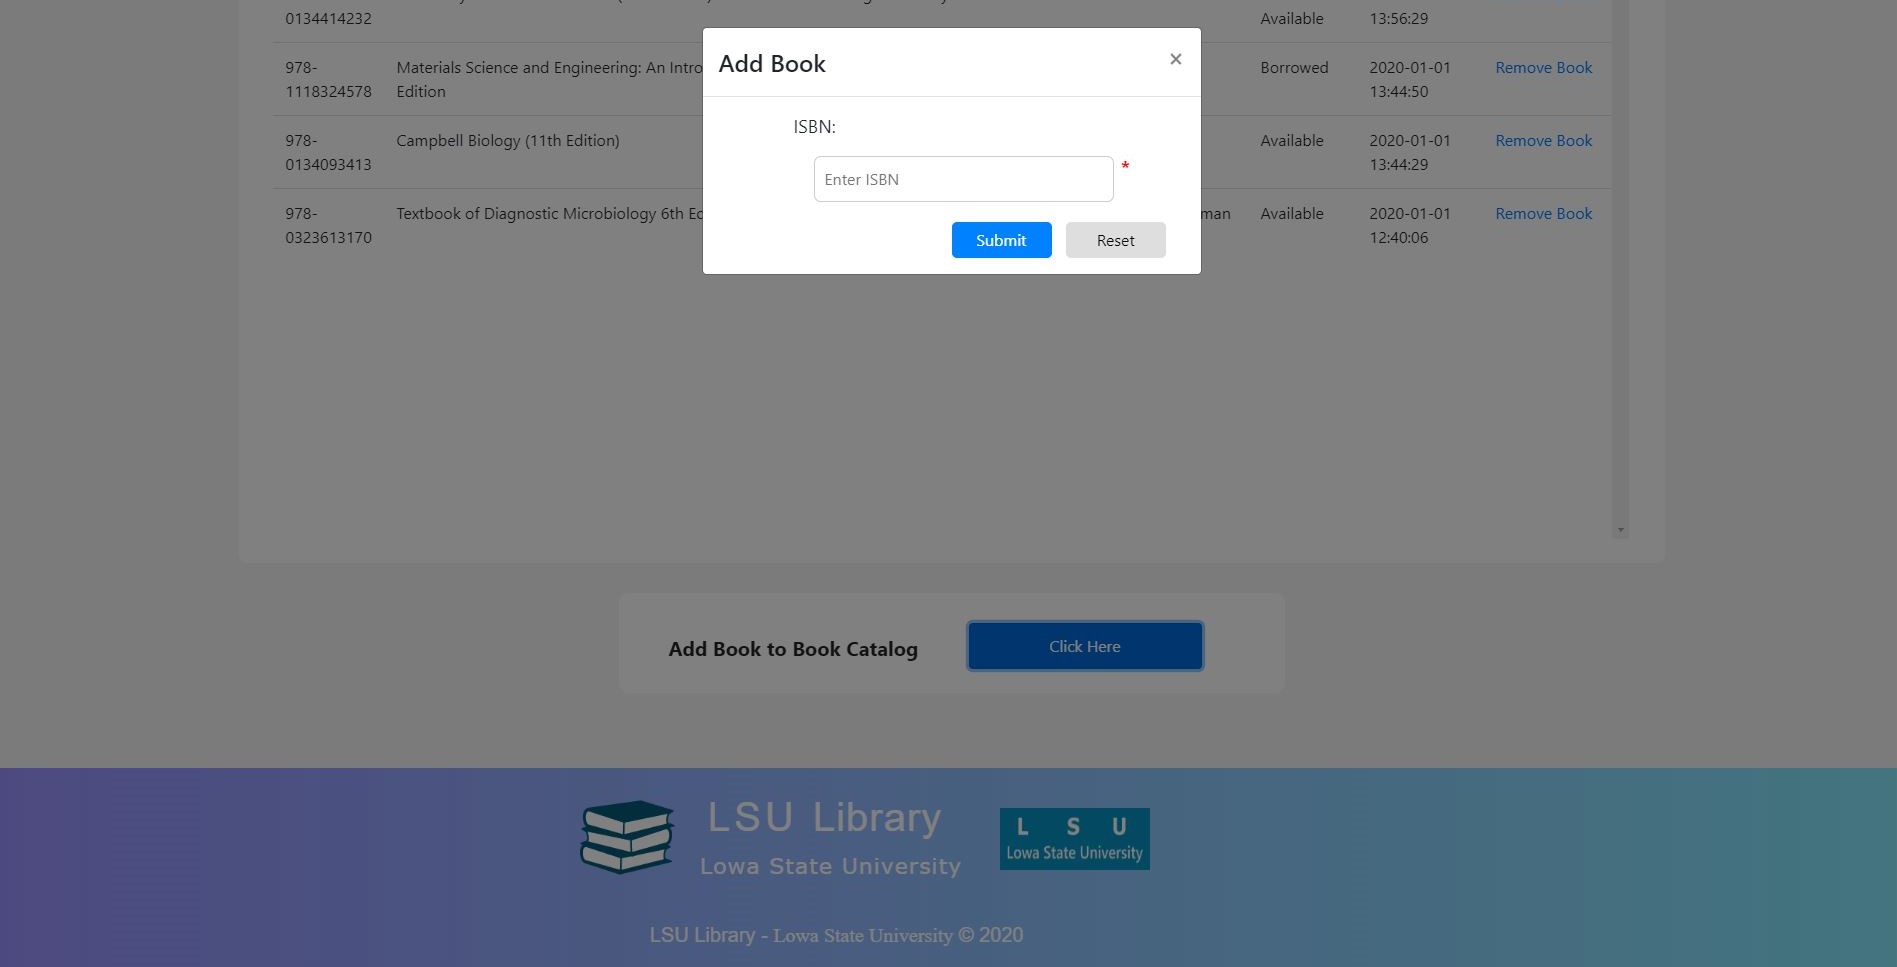 0134414232 Available 13:56:29
Add Book ×
978- Materials Science and Engineering: An Intro Borrowed 2020-01-01 Remove Book
1118324578 Edition 13:44:50
ISBN:
978- Campbell Biology (11th Edition) Available 2020-01-01 Remove Book
0134093413 13:44:29
Enter ISBN *
978- Textbook of Diagnostic Microbiology 6th Ed man Available 2020-01-01 Remove Book
0323613170 12:40:06
Submit Reset
Add Book to Book Catalog Click Here
LSU Library
Lowa State University
L S U
Lowa State University
LSU Library - Lowa State University © 2020